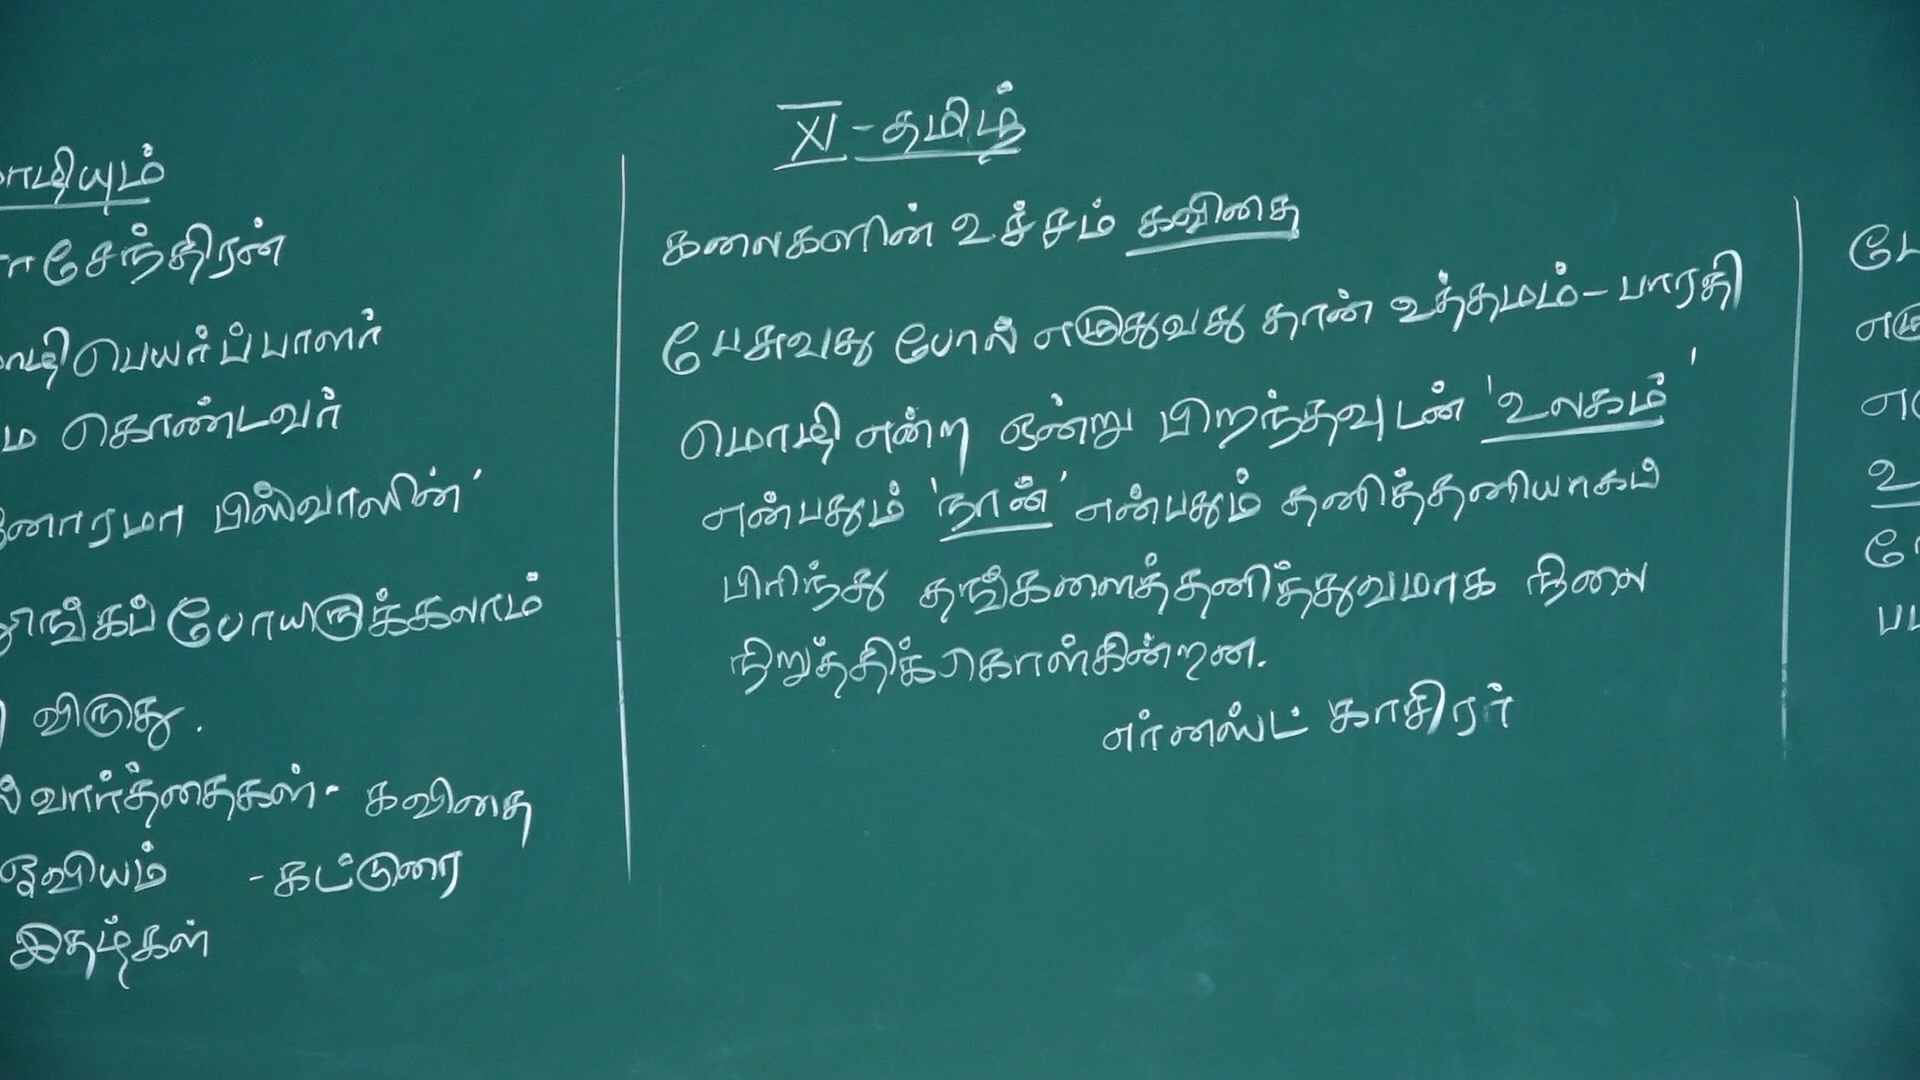 XI - தமிழ்
ாழியும்
ாசேந்திரன்
ாழிபெயர்ப்பாளர்
ம கொண்டவர்
னோரமா பிஸ்வாஸின்'
ிங்கப் போயிருக்கலாம்
விருது.
வார்த்தைகள் - கவிதை
ஓவியம் - கட்டுரை
இதழ்கள்
கலைகளின் உச்சம் கவிதை
பேசுவது போல் எழுதுவது தான் உத்தமம் - பாரதி
மொழி என்ற ஒன்று பிறந்தவுடன் 'உலகம்'
என்பதும் 'நான்' என்பதும் தனித்தனியாகப்
பிரிந்து தங்களைத்தனித்துவமாக நிலை
நிறுத்திக்கொள்கின்றன.
எர்னஸ்ட் காசிரர்
பே
எழு
எ
உ